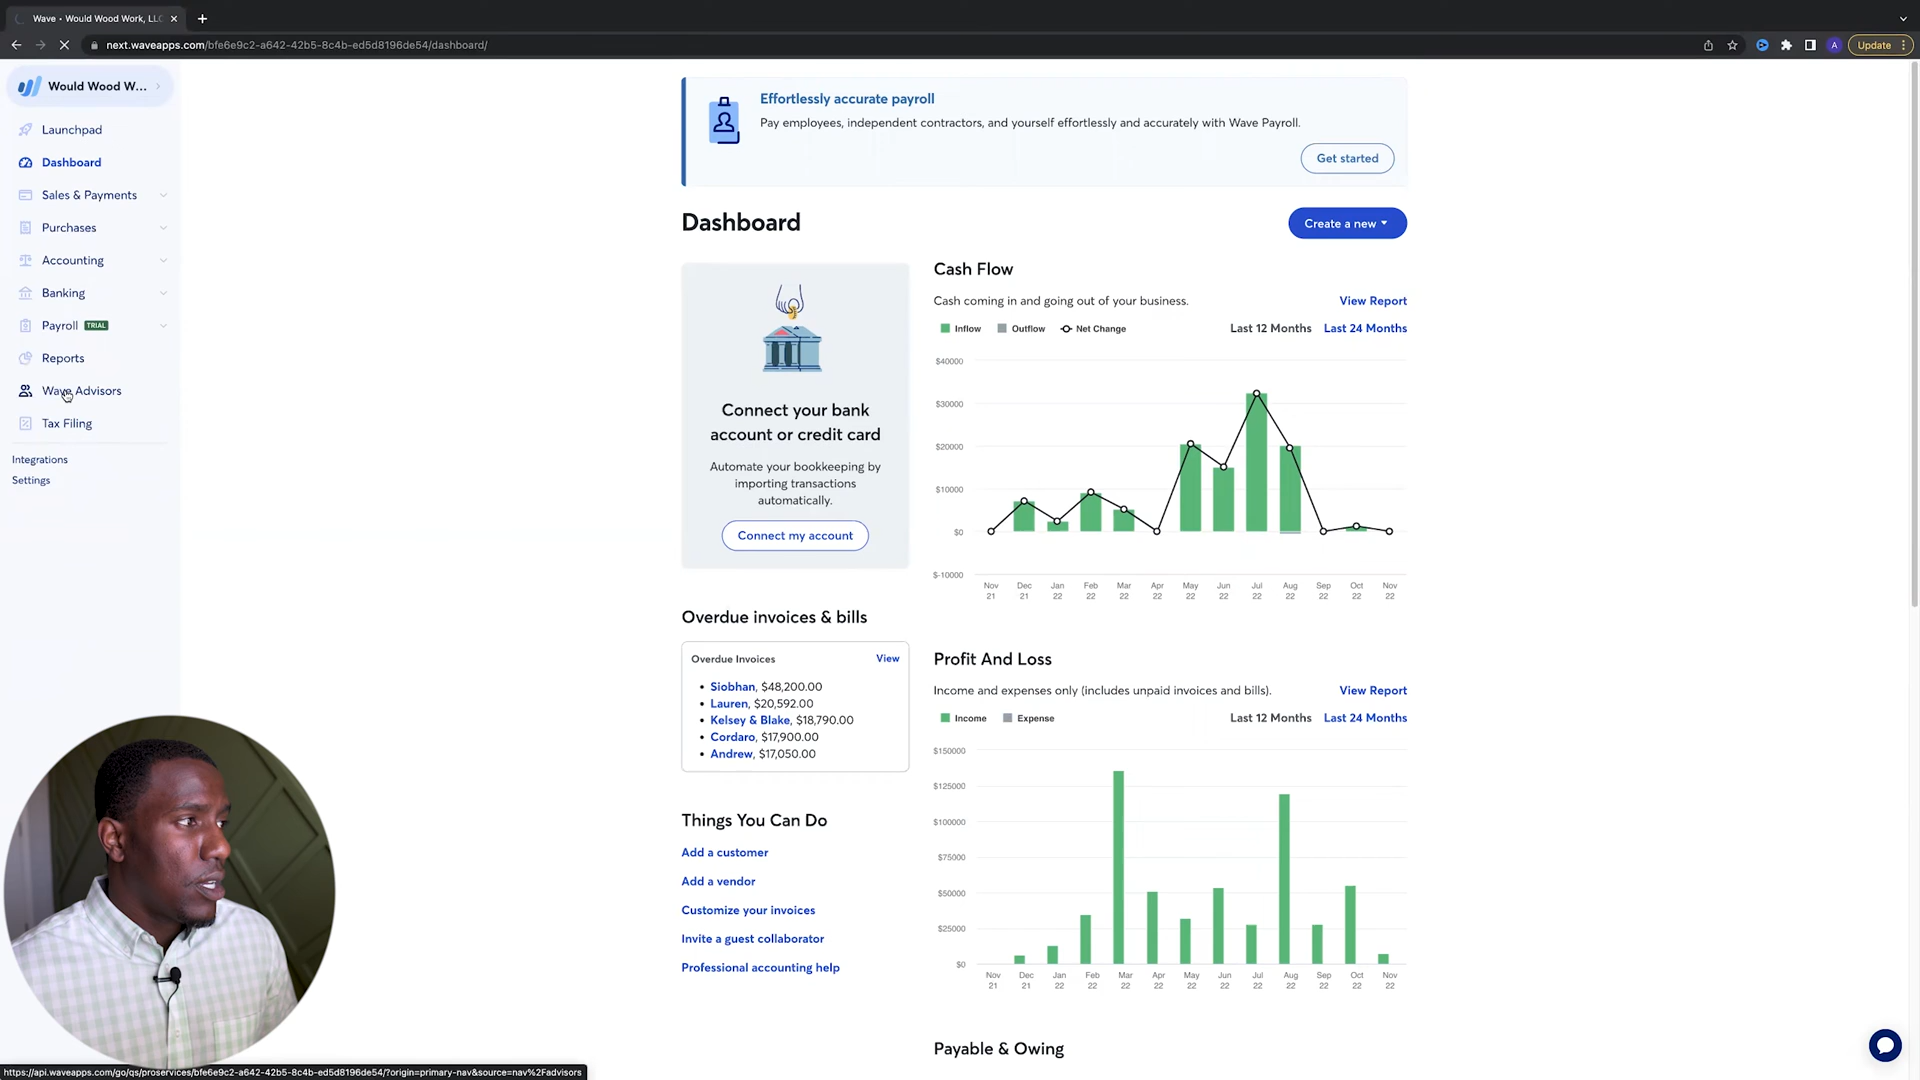 Wave • Would Wood Work, LLC
next.waveapps.com/bfe6e9c2-a642-42b5-8c4b-ed5d8196de54/dashboard/
A
Update
Would Wood W...
Launchpad
Dashboard
Sales & Payments
Purchases
Accounting
Banking
Payroll TRIAL
Reports
Wave Advisors
Tax Filing
Integrations
Settings
Effortlessly accurate payroll
Pay employees, independent contractors, and yourself effortlessly and accurately with Wave Payroll.
Get started
Dashboard
Create a new
Connect your bank
account or credit card
Automate your bookkeeping by
importing transactions
automatically.
Connect my account
Overdue invoices & bills
Overdue Invoices View
• Siobhan, $48,200.00
• Lauren, $20,592.00
• Kelsey & Blake, $18,790.00
• Cordaro, $17,900.00
• Andrew, $17,050.00
Things You Can Do
Add a customer
Add a vendor
Customize your invoices
Invite a guest collaborator
Professional accounting help
Cash Flow
Cash coming in and going out of your business. View Report
Inflow Outflow Net Change Last 12 Months Last 24 Months
$40000
$30000
$20000
$10000
$0
$-10000
Nov Dec Jan Feb Mar Apr May Jun Jul Aug Sep Oct Nov
21 21 22 22 22 22 22 22 22 22 22 22 22
Profit And Loss
Income and expenses only (includes unpaid invoices and bills). View Report
Income Expense Last 12 Months Last 24 Months
$150000
$125000
$100000
$75000
$50000
$25000
$0
Nov Dec Jan Feb Mar Apr May Jun Jul Aug Sep Oct Nov
21 21 22 22 22 22 22 22 22 22 22 22 22
Payable & Owing
https://api.waveapps.com/go/qs/proservices/bfe6e9c2-a642-42b5-8c4b-ed5d8196de54/?origin=primary-nav&source=nav%2Fadvisors